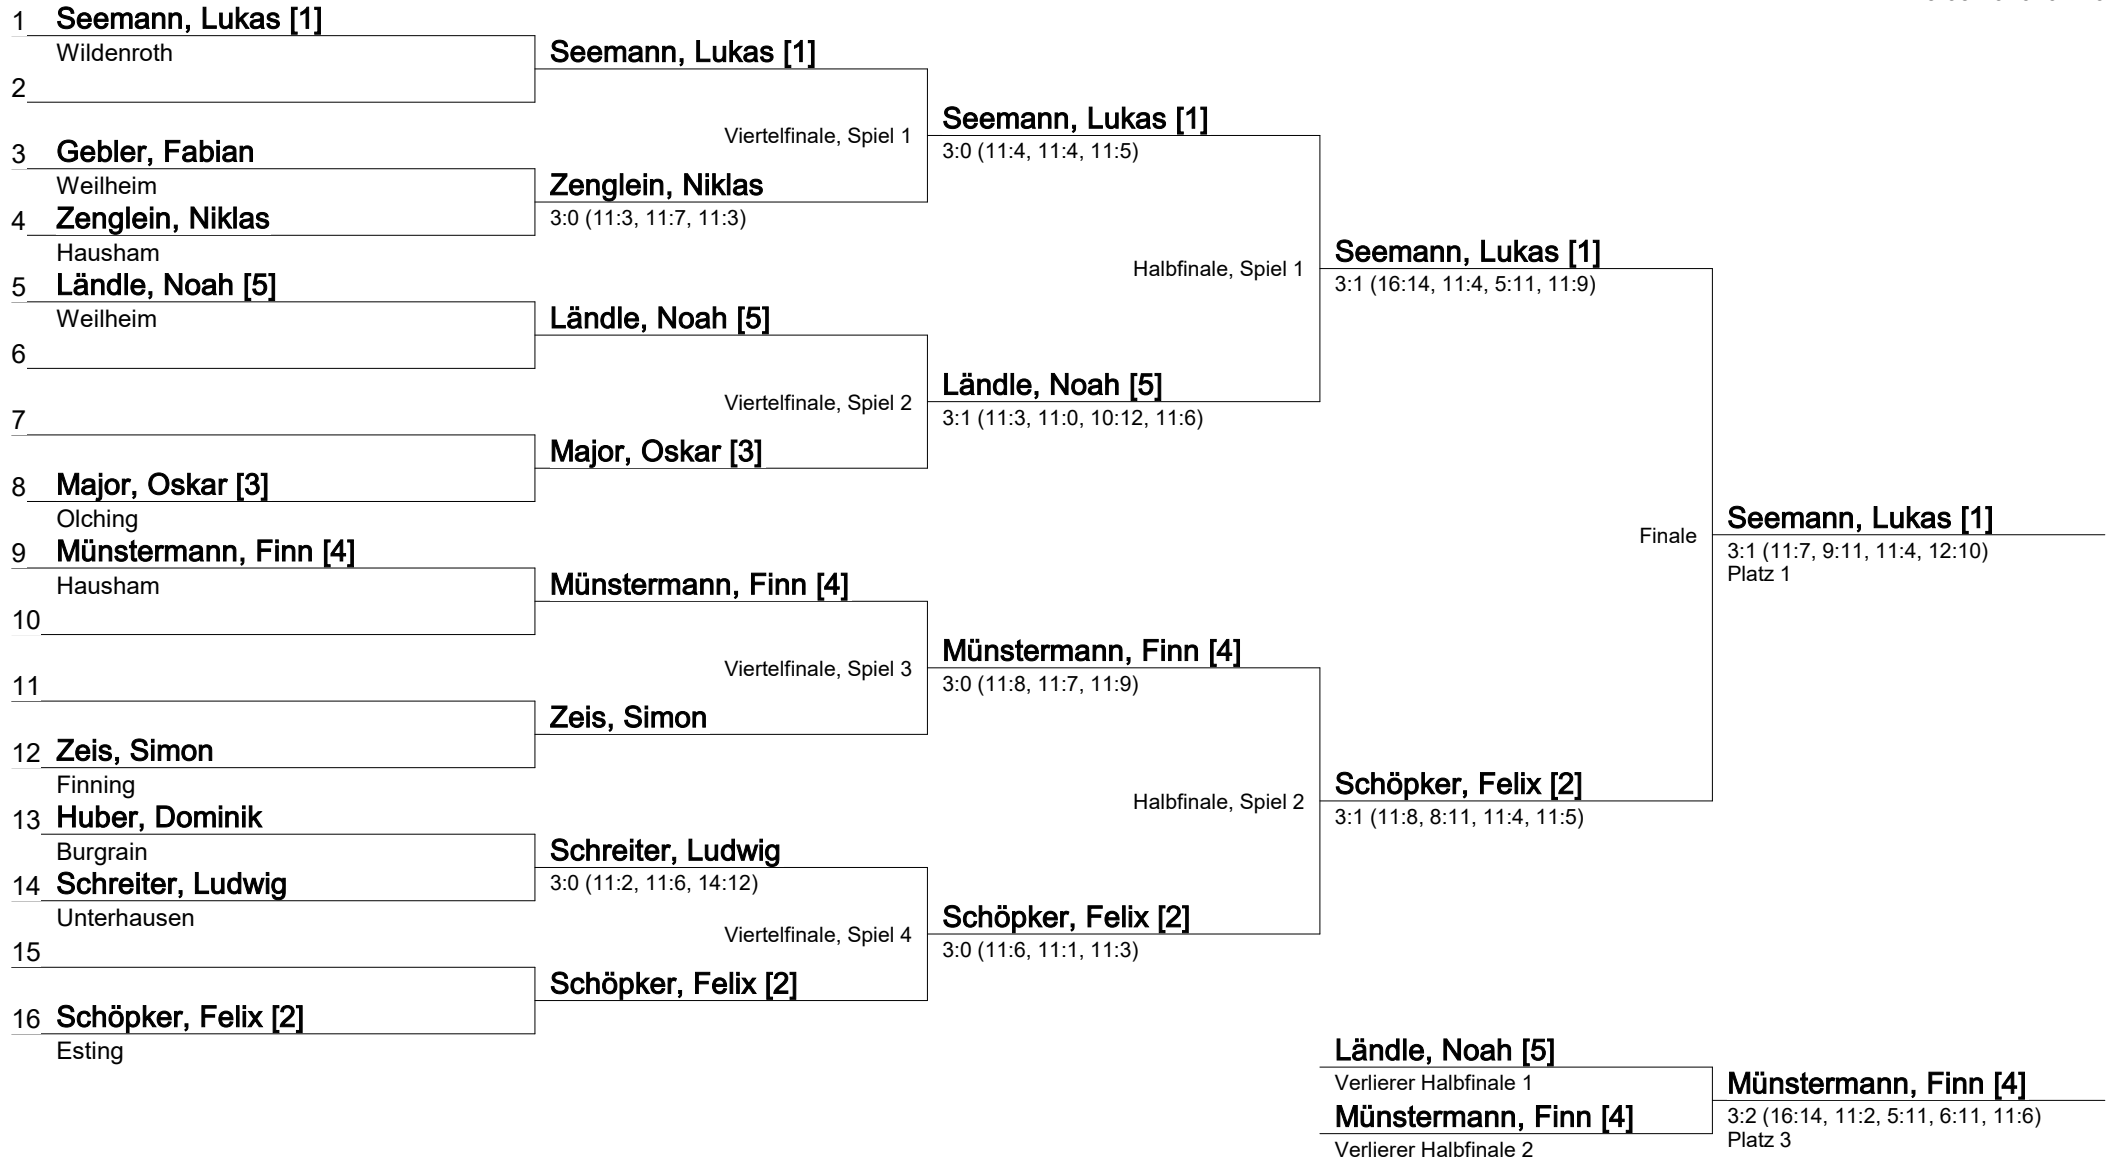 1 Seemann, Lukas [1]
Wildenroth
2
3 Gebler, Fabian
Weilheim
4 Zenglein, Niklas
Hausham
5 Ländle, Noah [5]
Weilheim
6
7
8 Major, Oskar [3]
Olching
9 Münstermann, Finn [4]
Hausham
10
11
12 Zeis, Simon
Finning
13 Huber, Dominik
Burgrain
14 Schreiter, Ludwig
Unterhausen
15
16 Schöpker, Felix [2]
Esting
Seemann, Lukas [1]
Viertelfinale, Spiel 1
Zenglein, Niklas
3:0 (11:3, 11:7, 11:3)
Ländle, Noah [5]
Viertelfinale, Spiel 2
Major, Oskar [3]
Münstermann, Finn [4]
Viertelfinale, Spiel 3
Zeis, Simon
Schreiter, Ludwig
3:0 (11:2, 11:6, 14:12)
Viertelfinale, Spiel 4
Schöpker, Felix [2]
Seemann, Lukas [1]
3:0 (11:4, 11:4, 11:5)
Halbfinale, Spiel 1
Ländle, Noah [5]
3:1 (11:3, 11:0, 10:12, 11:6)
Münstermann, Finn [4]
3:0 (11:8, 11:7, 11:9)
Halbfinale, Spiel 2
Schöpker, Felix [2]
3:0 (11:6, 11:1, 11:3)
Seemann, Lukas [1]
3:1 (16:14, 11:4, 5:11, 11:9)
Finale
Schöpker, Felix [2]
3:1 (11:8, 8:11, 11:4, 11:5)
Seemann, Lukas [1]
3:1 (11:7, 9:11, 11:4, 12:10)
Platz 1
Ländle, Noah [5]
Verlierer Halbfinale 1
Münstermann, Finn [4]
Verlierer Halbfinale 2
Münstermann, Finn [4]
3:2 (16:14, 11:2, 5:11, 6:11, 11:6)
Platz 3